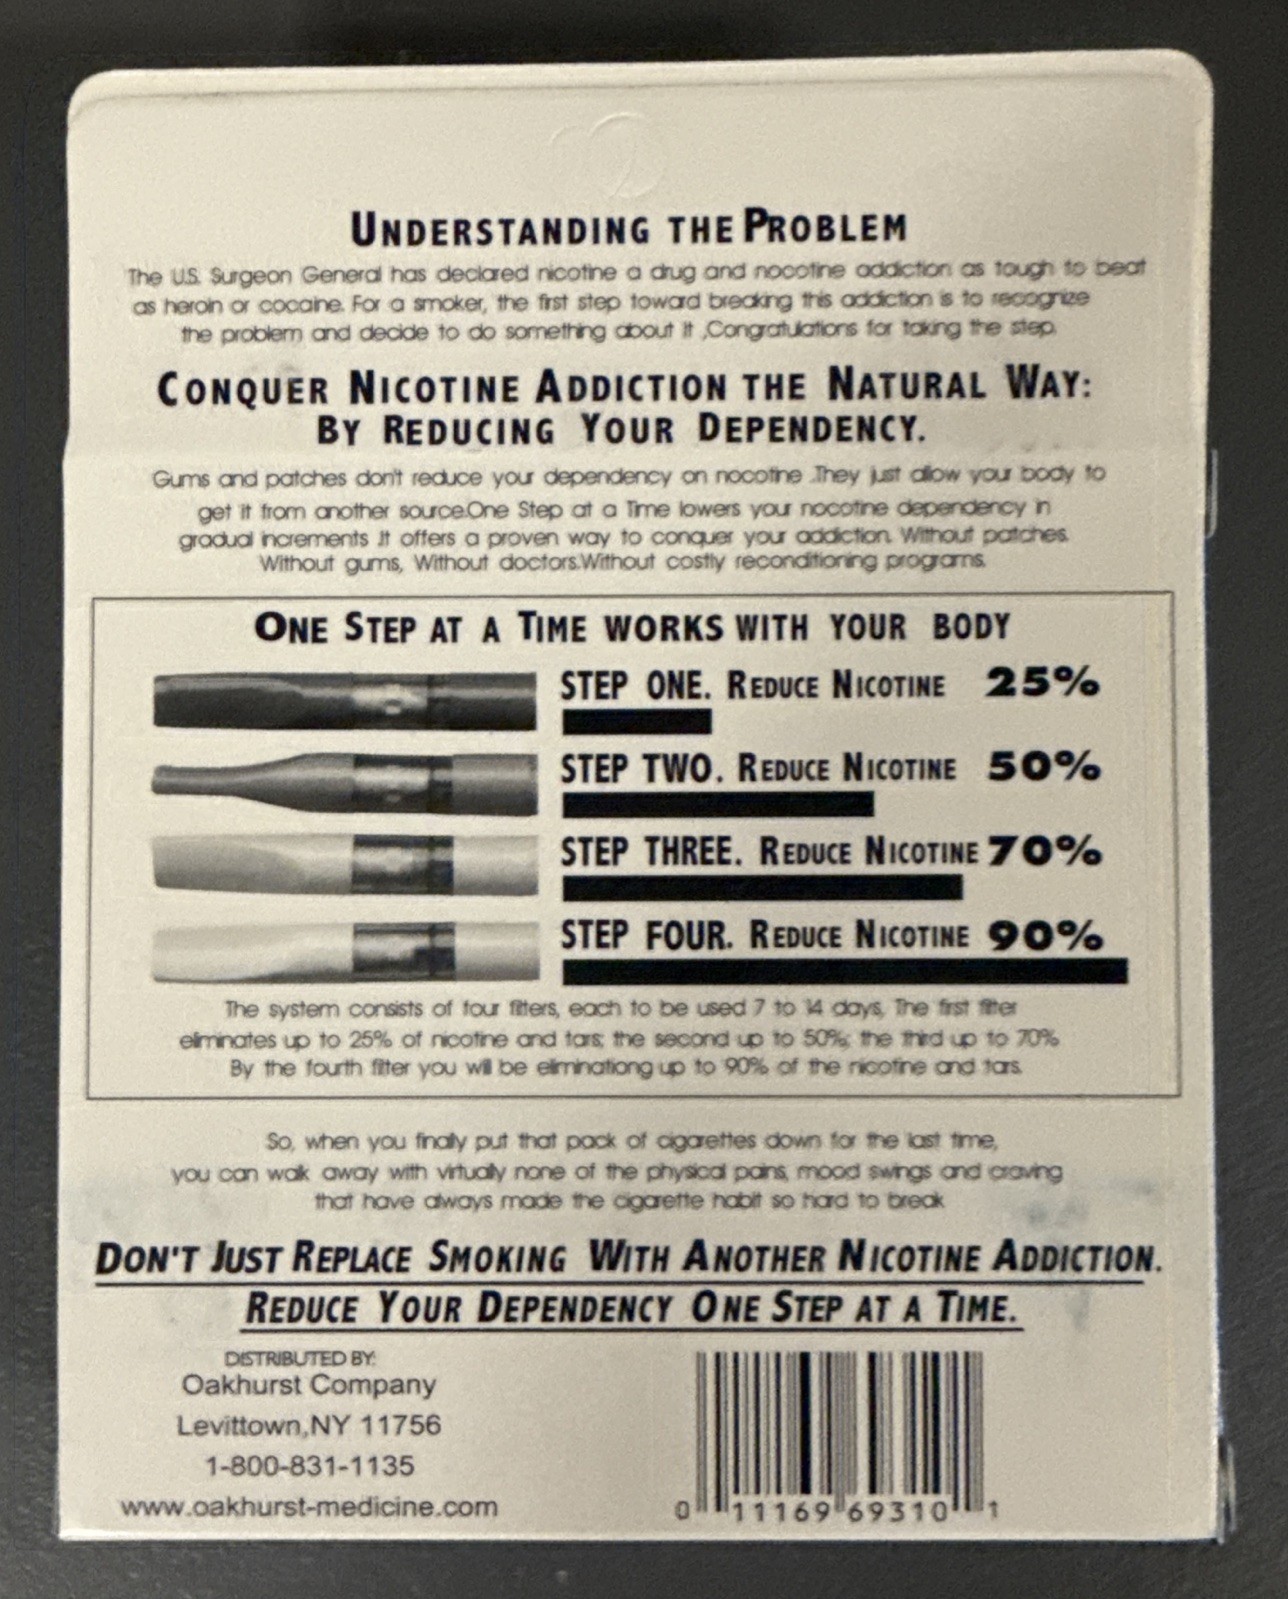 UNDERSTANDING THE PROBLEM
The U.S. Surgeon General has declared nicotine a drug and nocotine addiction as tough to beat
as heroin or cocaine. For a smoker, the first step toward breaking this addiction is to recognize
the problem and decide to do something about it ,Congratulations for taking the step.
CONQUER NICOTINE ADDICTION THE NATURAL WAY:
BY REDUCING YOUR DEPENDENCY.
Gums and patches don't reduce your dependency on nocotine .They just allow your body to
get it from another source.One Step at a Time lowers your nocotine dependency in
gradual increments .It offers a proven way to conquer your addiction. Without patches.
Without gums, Without doctors.Without costly reconditioning programs.
ONE STEP AT A TIME WORKS WITH YOUR BODY
STEP ONE. REDUCE NICOTINE 25%
STEP TWO. REDUCE NICOTINE 50%
STEP THREE. REDUCE NICOTINE 70%
STEP FOUR. REDUCE NICOTINE 90%
The system consists of four filters, each to be used 7 to 14 days, The first filter
eliminates up to 25% of nicotine and tars; the second up to 50%; the third up to 70%
By the fourth filter you will be eliminationg up to 90% of the nicotine and tars.
So, when you finally put that pack of cigarettes down for the last time,
you can walk away with virtually none of the physical pains, mood swings and craving
that have always made the cigarette habit so hard to break
DON'T JUST REPLACE SMOKING WITH ANOTHER NICOTINE ADDICTION.
REDUCE YOUR DEPENDENCY ONE STEP AT A TIME.
DISTRIBUTED BY:
Oakhurst Company
Levittown,NY 11756
1-800-831-1135
www.oakhurst-medicine.com
0 11169 69310 1